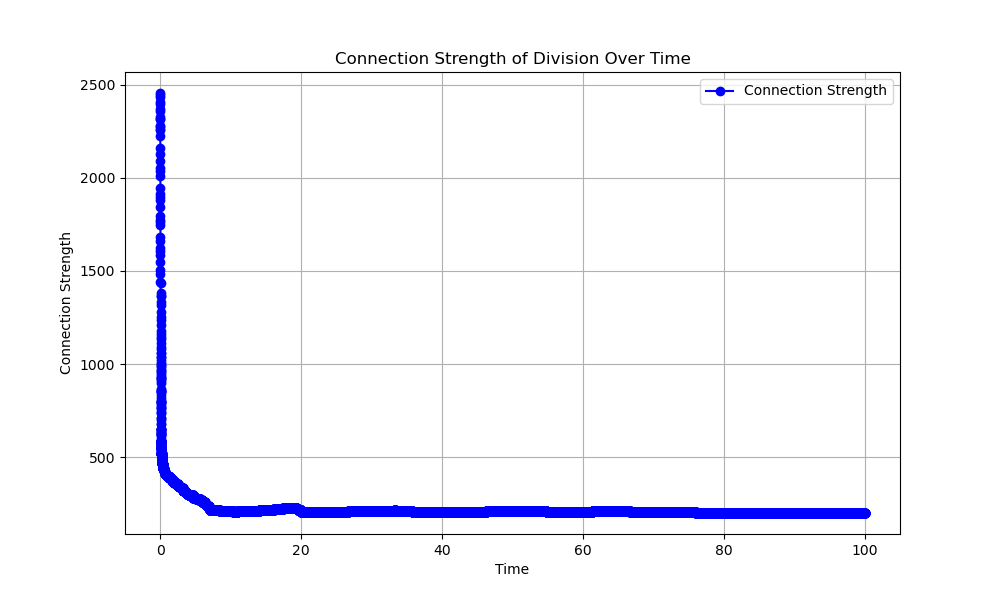 Connection Strength of Division Over Time
Connection Strength
2500
2000
1500
1000
500
Connection Strength
0 20 40 60 80 100
Time